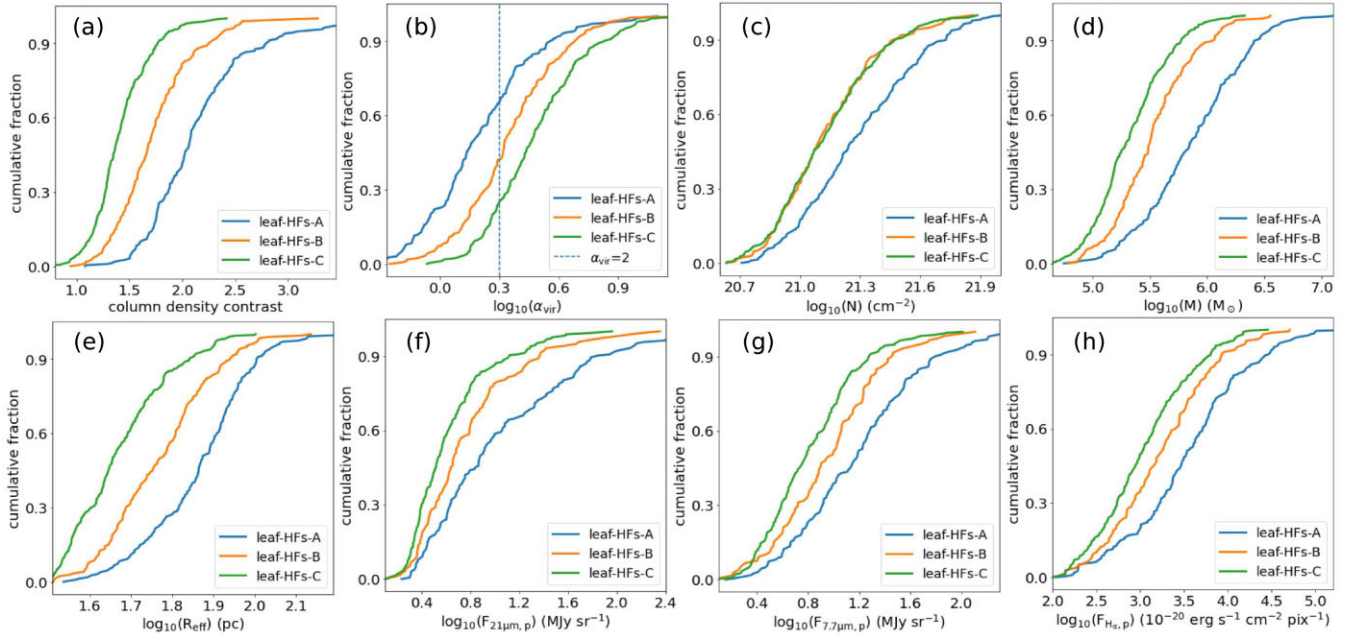 (a)
cumulative fraction
0.9
0.6
0.3
0.0
leaf-HFs-A
leaf-HFs-B
leaf-HFs-C
1.0 1.5 2.0 2.5 3.0
column density contrast
(b)
cumulative fraction
0.9
0.6
0.3
0.0
leaf-HFs-A
leaf-HFs-B
leaf-HFs-C
α_vir=2
0.0 0.3 0.6 0.9
log₁₀(α_vir)
(c)
cumulative fraction
0.9
0.6
0.3
0.0
leaf-HFs-A
leaf-HFs-B
leaf-HFs-C
20.7 21.0 21.3 21.6 21.9
log₁₀(N) (cm⁻²)
(d)
cumulative fraction
0.9
0.6
0.3
0.0
leaf-HFs-A
leaf-HFs-B
leaf-HFs-C
5.0 5.5 6.0 6.5 7.0
log₁₀(M) (M⊙)
(e)
cumulative fraction
0.9
0.6
0.3
0.0
leaf-HFs-A
leaf-HFs-B
leaf-HFs-C
1.6 1.7 1.8 1.9 2.0 2.1
log₁₀(R_eff) (pc)
(f)
cumulative fraction
0.9
0.6
0.3
0.0
leaf-HFs-A
leaf-HFs-B
leaf-HFs-C
0.4 0.8 1.2 1.6 2.0 2.4
log₁₀(F_21μm, p) (MJy sr⁻¹)
(g)
cumulative fraction
0.9
0.6
0.3
0.0
leaf-HFs-A
leaf-HFs-B
leaf-HFs-C
0.4 0.8 1.2 1.6 2.0
log₁₀(F_7.7μm, p) (MJy sr⁻¹)
(h)
cumulative fraction
0.9
0.6
0.3
0.0
leaf-HFs-A
leaf-HFs-B
leaf-HFs-C
2.0 2.5 3.0 3.5 4.0 4.5 5.0
log₁₀(F_Hα, p) (10⁻²⁰ erg s⁻¹ cm⁻² pix⁻¹)